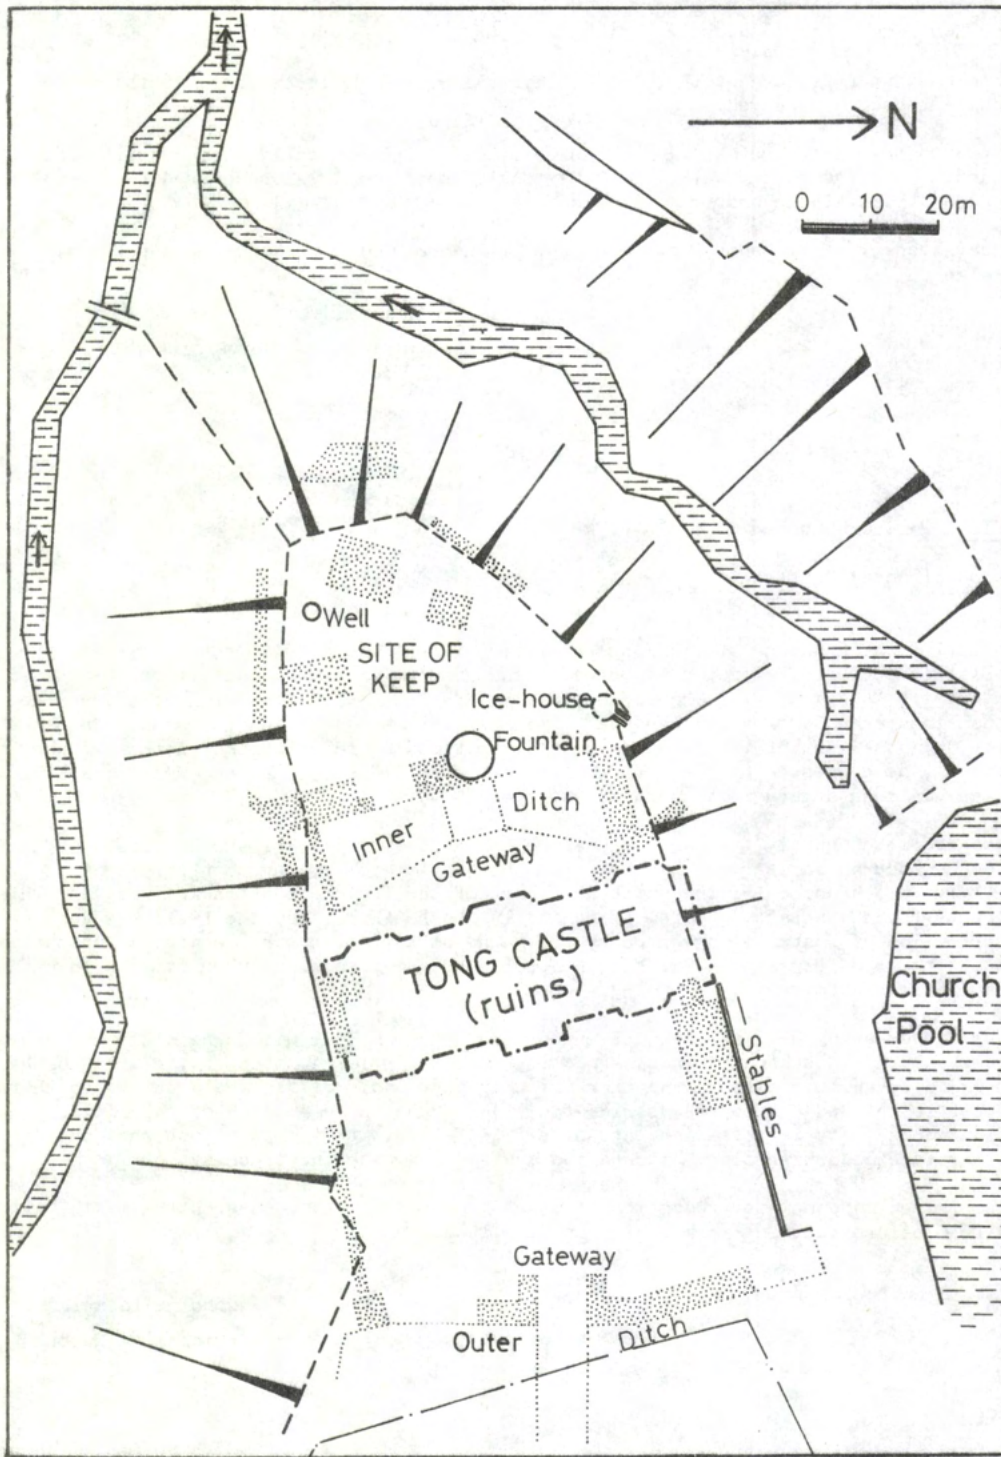 N
0 10 20m
Well
SITE OF
KEEP
Ice-house
Fountain
Inner Ditch
Gateway
TONG CASTLE
(ruins)
Church
Pool
Stables
Gateway
Outer Ditch